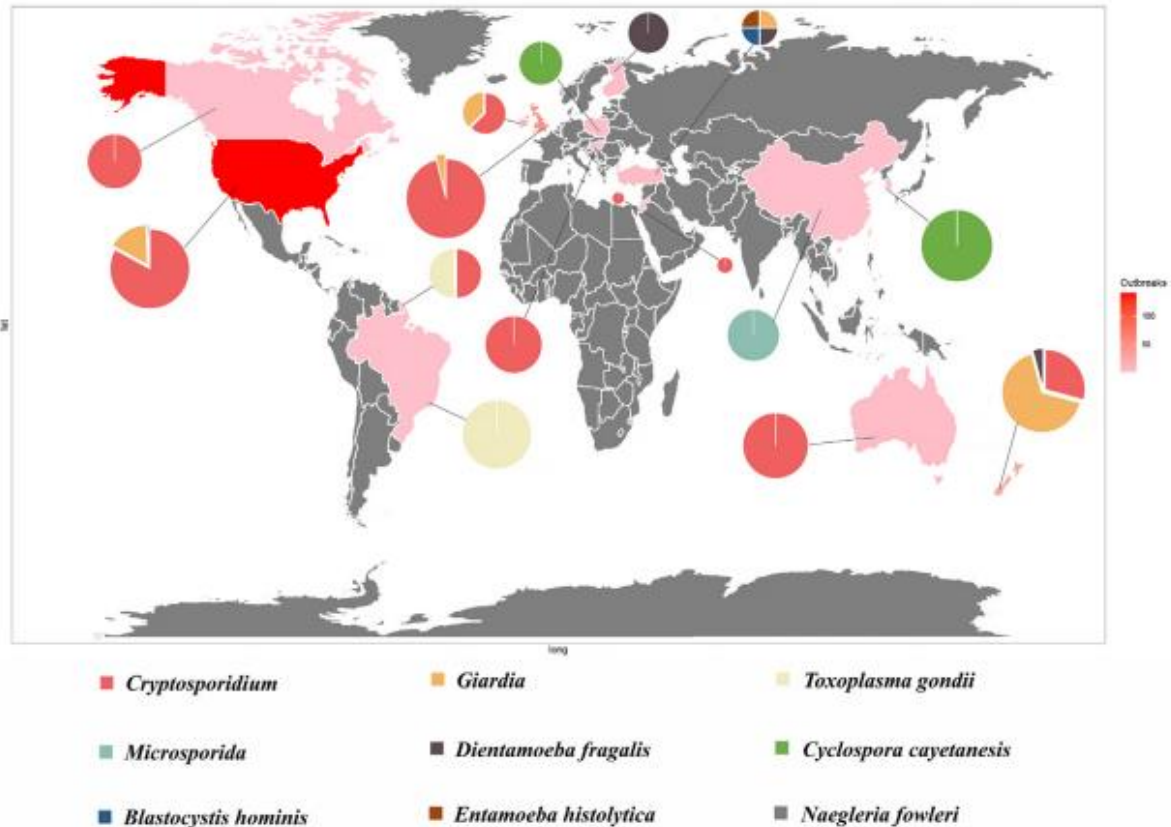 Outbreaks
100
50
lat
long
Cryptosporidium
Giardia
Toxoplasma gondii
Microsporida
Dientamoeba fragalis
Cyclospora cayetanesis
Blastocystis hominis
Entamoeba histolytica
Naegleria fowleri